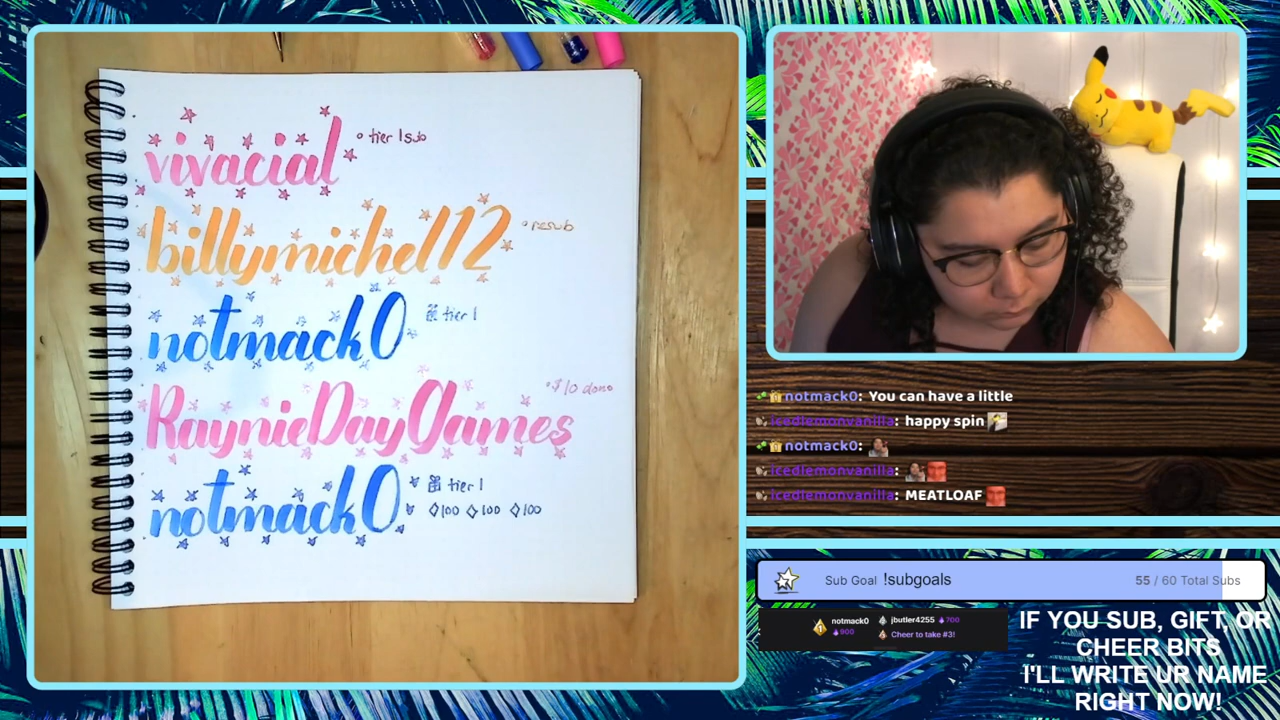 vivacial
° tier 1 sub
billymichel12
° resub
notmack0
tier 1
RaynieDayGames
° $10 dono
notmack0
tier 1
100 100 100
notmack0: You can have a little
icedlemonvanilla: happy spin
notmack0:
icedlemonvanilla:
icedlemonvanilla: MEATLOAF
Sub Goal !subgoals 55 / 60 Total Subs
1 notmack0 900
jbutler4255 700
Cheer to take #3!
IF YOU SUB, GIFT, OR
CHEER BITS
I'LL WRITE UR NAME
RIGHT NOW!